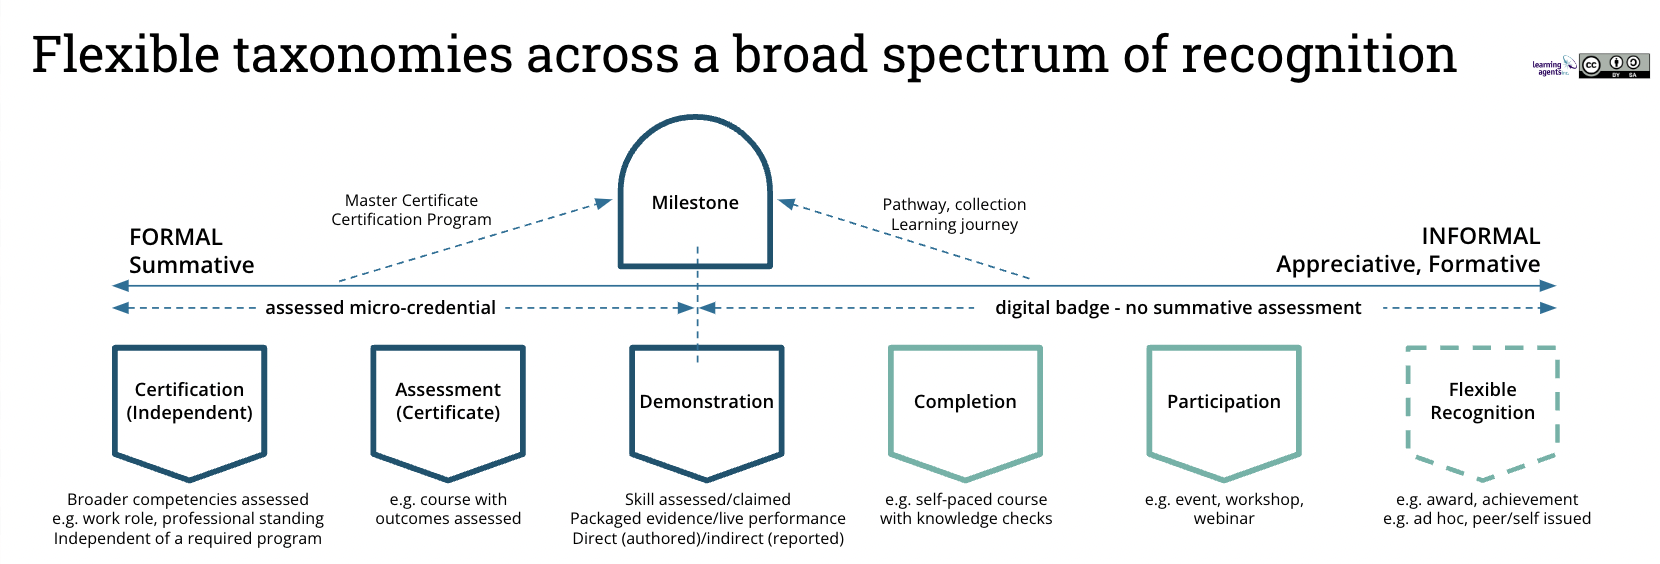 Flexible taxonomies across a broad spectrum of recognition
learning
agents inc.
cc
BY SA
Milestone
Master Certificate
Certification Program
Pathway, collection
Learning journey
FORMAL
Summative
INFORMAL
Appreciative, Formative
assessed micro-credential
digital badge - no summative assessment
Certification
(Independent)
Assessment
(Certificate)
Demonstration
Completion
Participation
Flexible
Recognition
Broader competencies assessed
e.g. work role, professional standing
Independent of a required program
e.g. course with
outcomes assessed
Skill assessed/claimed
Packaged evidence/live performance
Direct (authored)/indirect (reported)
e.g. self-paced course
with knowledge checks
e.g. event, workshop,
webinar
e.g. award, achievement
e.g. ad hoc, peer/self issued